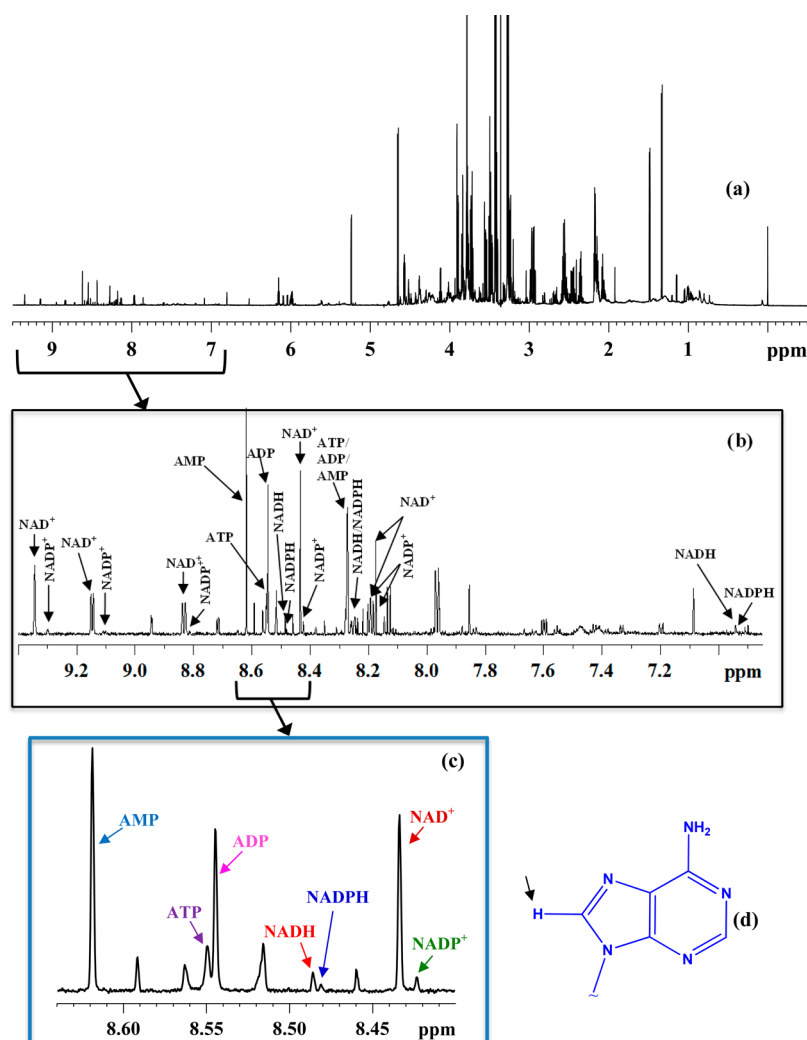 (a)
9 8 7 6 5 4 3 2 1 ppm
(b)
NAD⁺
NADP⁺
NAD⁺
NADP⁺
NAD⁺
NADP⁺
AMP
ATP
ADP
NADH
NADPH
NAD⁺
NADP⁺
ATP/
ADP/
AMP
NADH/NADPH
NAD⁺
NADP⁺
NADH
NADPH
9.2 9.0 8.8 8.6 8.4 8.2 8.0 7.8 7.6 7.4 7.2 ppm
(c)
AMP
ATP
ADP
NADH
NADPH
NAD⁺
NADP⁺
8.60 8.55 8.50 8.45 ppm
NH₂
N
N
H
(d)
N
N
~